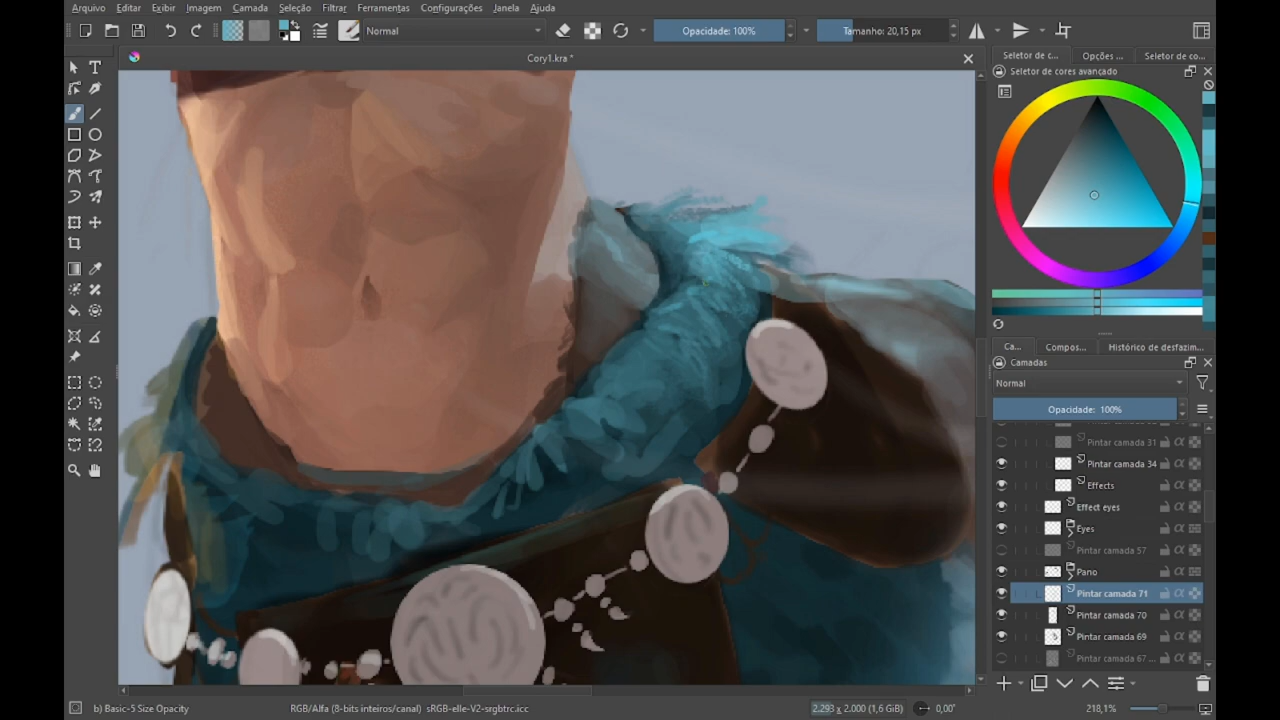 Arquivo Editar Exibir Imagem Camada Seleção Filtrar Ferramentas Configurações Janela Ajuda
Normal Opacidade: 100% Tamanho: 20,15 px
Cory1.kra *
Seletor de c... Opções ... Seletor de co...
Seletor de cores avançado
Ca... Compos... Histórico de desfazim...
Camadas
Normal
Opacidade: 100%
Pintar camada 31
Pintar camada 34
Effects
Effect eyes
Eyes
Pintar camada 57
Pano
Pintar camada 71
Pintar camada 70
Pintar camada 69
Pintar camada 67 ...
b) Basic-5 Size Opacity RGB/Alfa (8-bits inteiros/canal) sRGB-elle-V2-srgbtrc.icc 2.293 x 2.000 (1,6 GiB) 0,00° 218,1%